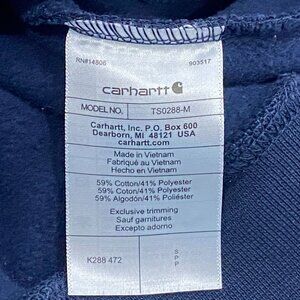 RN#14806 903517
carhartt
MODEL NO. TS0288-M
Carhartt, Inc. P.O. Box 600
Dearborn, MI 48121 USA
carhartt.com
Made in Vietnam
Fabriqué au Vietnam
Hecho en Vietnam
59% Cotton/41% Polyester
59% Coton/41% Polyester
59% Algodón/41% Poliéster
Exclusive trimming
Sauf garnitures
Excepto adorno
K288 472
S
P
P